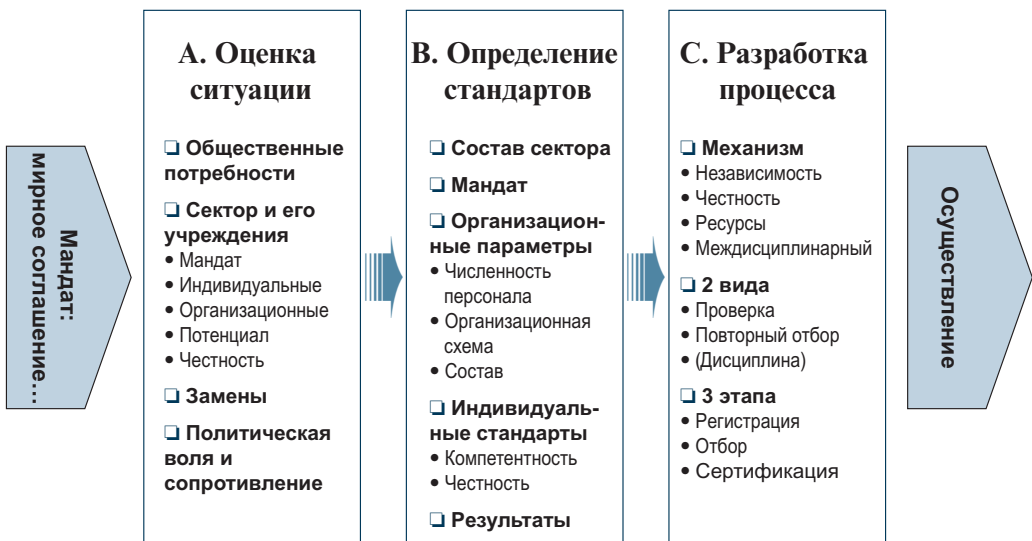 Мандат:
мирное соглашение…
А. Оценка
ситуации
❏ Общественные
потребности
❏ Сектор и его
учреждения
• Мандат
• Индивидуальные
• Организационные
• Потенциал
• Честность
❏ Замены
❏ Политическая
воля и
сопротивление
В. Определение
стандартов
❏ Состав сектора
❏ Мандат
❏ Организацион-
ные параметры
• Численность
персонала
• Организационная
схема
• Состав
❏ Индивидуаль-
ные стандарты
• Компетентность
• Честность
❏ Результаты
С. Разработка
процесса
❏ Механизм
• Независимость
• Честность
• Ресурсы
• Междисциплинарный
❏ 2 вида
• Проверка
• Повторный отбор
• (Дисциплина)
❏ 3 этапа
• Регистрация
• Отбор
• Сертификация
Осуществление